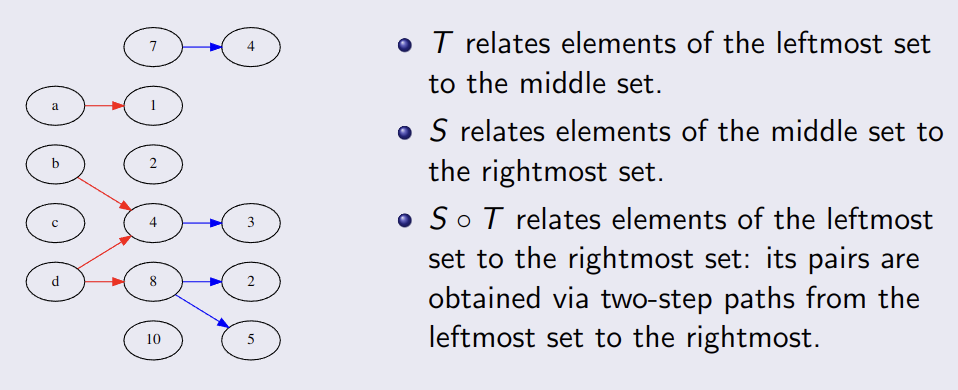 7 4
a 1
b 2
c 4 3
d 8 2
10 5
T relates elements of the leftmost set
to the middle set.
S relates elements of the middle set to
the rightmost set.
S ∘ T relates elements of the leftmost
set to the rightmost set: its pairs are
obtained via two-step paths from the
leftmost set to the rightmost.